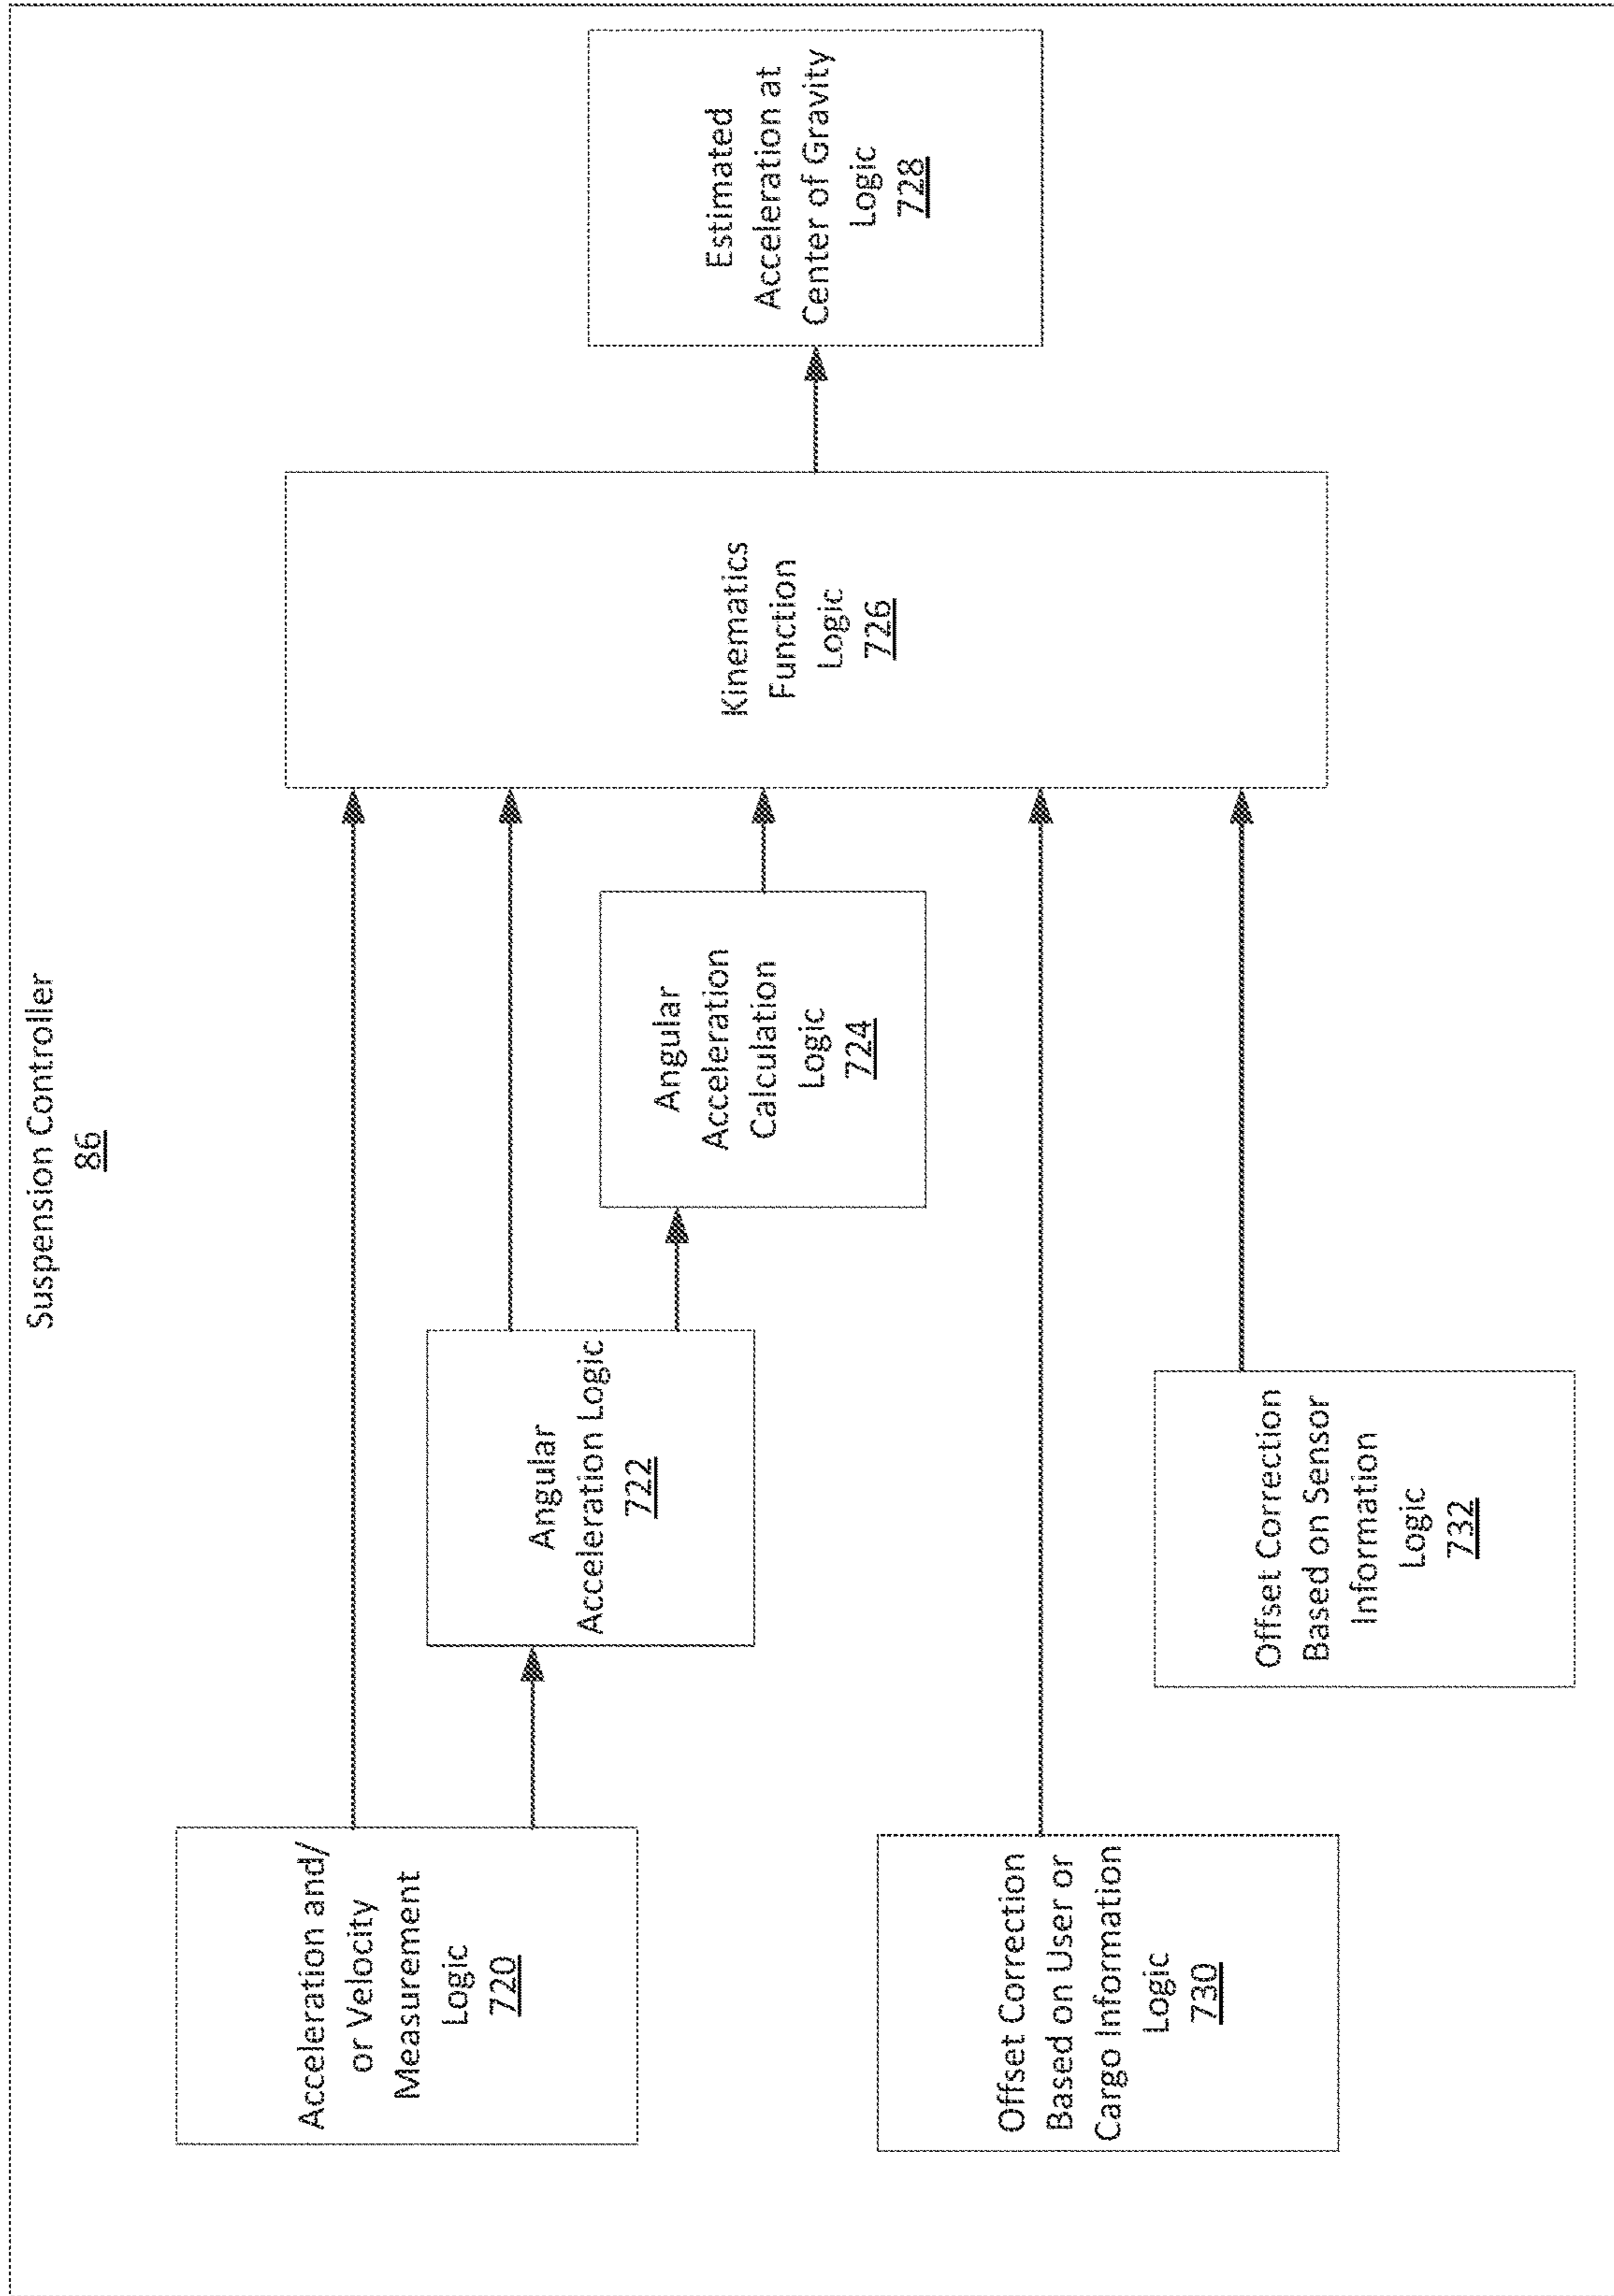 Suspension Controller
86
Acceleration and/
or Velocity
Measurement
Logic
720
Angular
Acceleration Logic
722
Angular
Acceleration
Calculation
Logic
724
Kinematics
Function
Logic
726
Estimated
Acceleration at
Center of Gravity
Logic
728
Offset Correction
Based on User or
Cargo Information
Logic
730
Offset Correction
Based on Sensor
Information
Logic
732